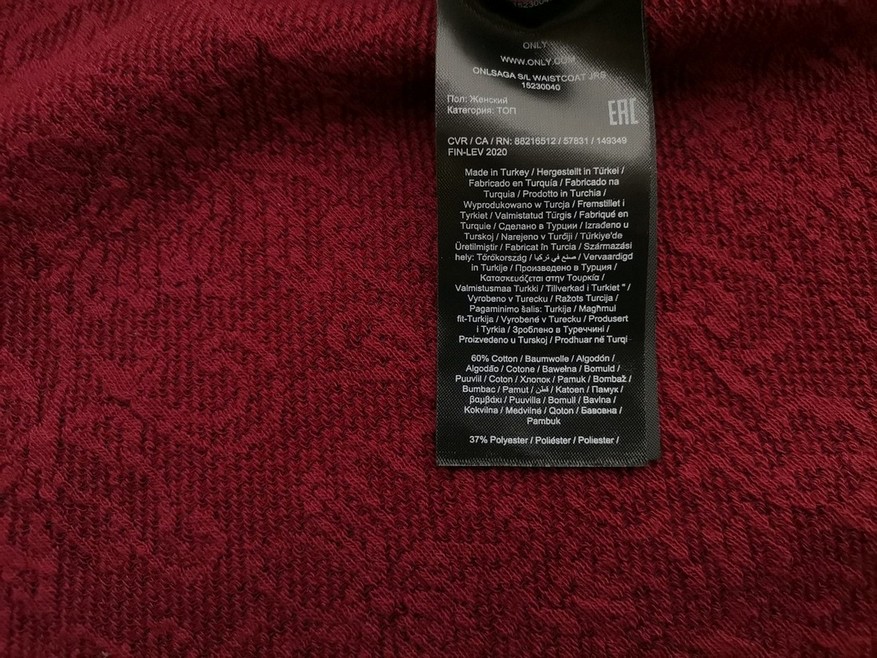 15230040
ONLY
WWW.ONLY.COM
ONLSAGA S/L WAISTCOAT JRS
15230040
Пол: Женский
Категория: ТОП
EAC
CVR / CA / RN: 88216512 / 57831 / 149349
FIN-LEV 2020
Made in Turkey / Hergestellt in Türkei /
Fabricado en Turquía / Fabricado na
Turquia / Prodotto in Turchia /
Wyprodukowano w Turcja / Fremstillet i
Tyrkiet / Valmistatud Türgis / Fabriqué en
Turquie / Сделано в Турции / Izrađeno u
Turskoj / Narejeno v Turčiji / Türkiye'de
Üretilmiştir / Fabricat în Turcia / Származási
hely: Törökország / صنع في تركيا / Vervaardigd
in Turkije / Произведено в Турция /
Κατασκευάζεται στην Τουρκία /
Valmistusmaa Turkki / Tillverkad i Turkiet " /
Vyrobeno v Turecku / Ražots Turcija /
Pagaminimo šalis: Turkija / Magħmul
fit-Turkija / Vyrobené v Turecku / Produsert
i Tyrkia / Зроблено в Туреччині /
Proizvedeno u Turskoj / Prodhuar në Turqi
60% Cotton / Baumwolle / Algodón /
Algodão / Cotone / Bawełna / Bomuld /
Puuviil / Coton / Хлопок / Pamuk / Bombaž /
Bumbac / Pamut / قطن / Katoen / Памук /
βαμβάκι / Puuvilla / Bomull / Bavlna /
Kokvilna / Medvilnė / Qoton / Бавовна /
Pambuk
37% Polyester / Poliéster / Poliester /